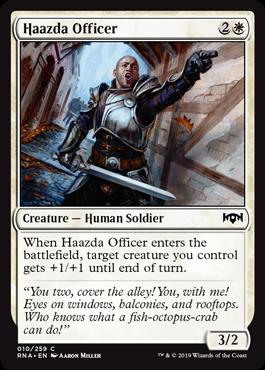 Haazda Officer 2
Creature — Human Soldier
When Haazda Officer enters the
battlefield, target creature you control
gets +1/+1 until end of turn.
“You two, cover the alley! You, with me!
Eyes on windows, balconies, and rooftops.
Who knows what a fish-octopus-crab
can do!”
3/2
010/259 C
RNA • EN Aaron Miller
™ & © 2019 Wizards of the Coast